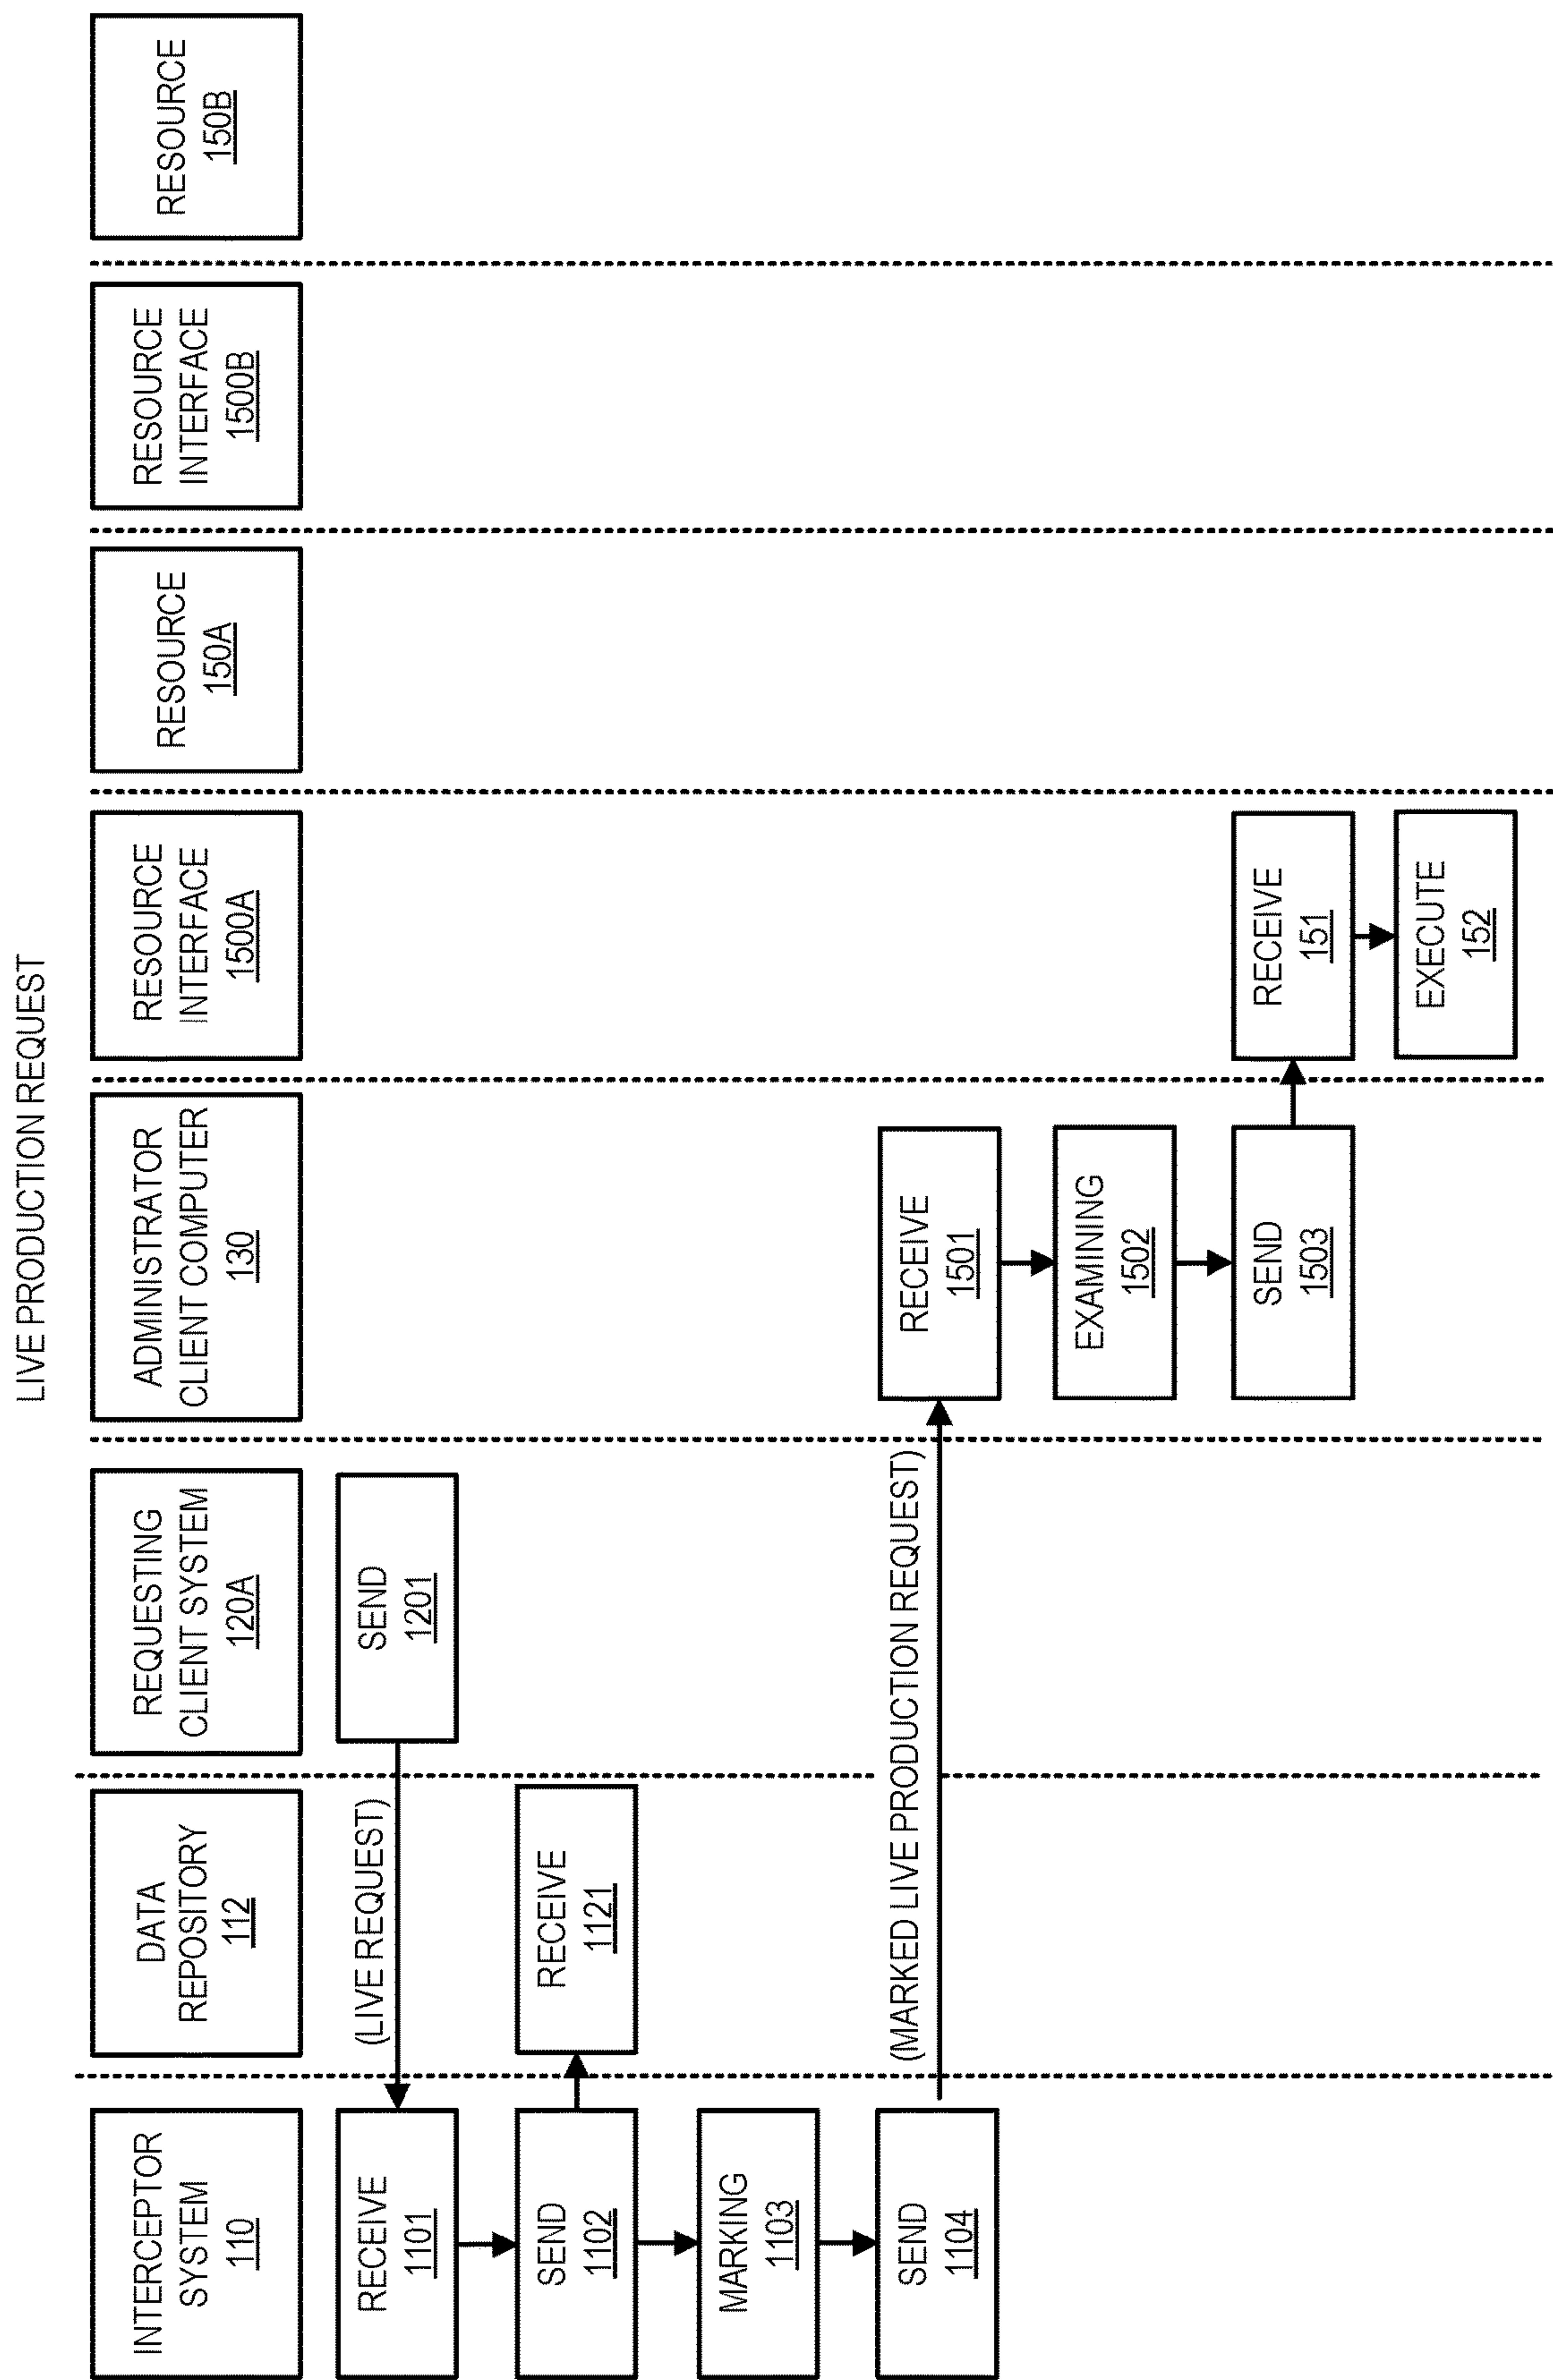 LIVE PRODUCTION REQUEST
INTERCEPTOR
SYSTEM
110
DATA
REPOSITORY
112
REQUESTING
CLIENT SYSTEM
120A
ADMINISTRATOR
CLIENT COMPUTER
130
RESOURCE
INTERFACE
1500A
RESOURCE
150A
RESOURCE
INTERFACE
1500B
RESOURCE
150B
RECEIVE
1101
(LIVE REQUEST)
SEND
1201
SEND
1102
RECEIVE
1121
MARKING
1103
SEND
1104
(MARKED LIVE PRODUCTION REQUEST)
RECEIVE
1501
EXAMINING
1502
SEND
1503
RECEIVE
151
EXECUTE
152